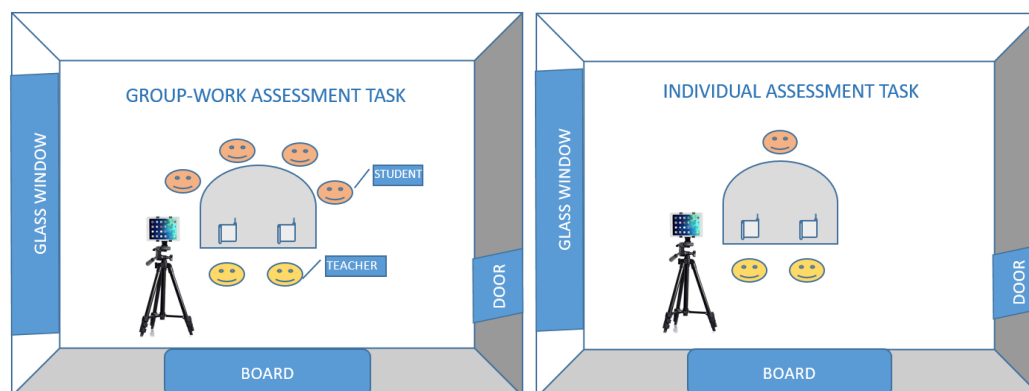 GROUP-WORK ASSESSMENT TASK
GLASS WINDOW
STUDENT
TEACHER
DOOR
BOARD
INDIVIDUAL ASSESSMENT TASK
GLASS WINDOW
DOOR
BOARD